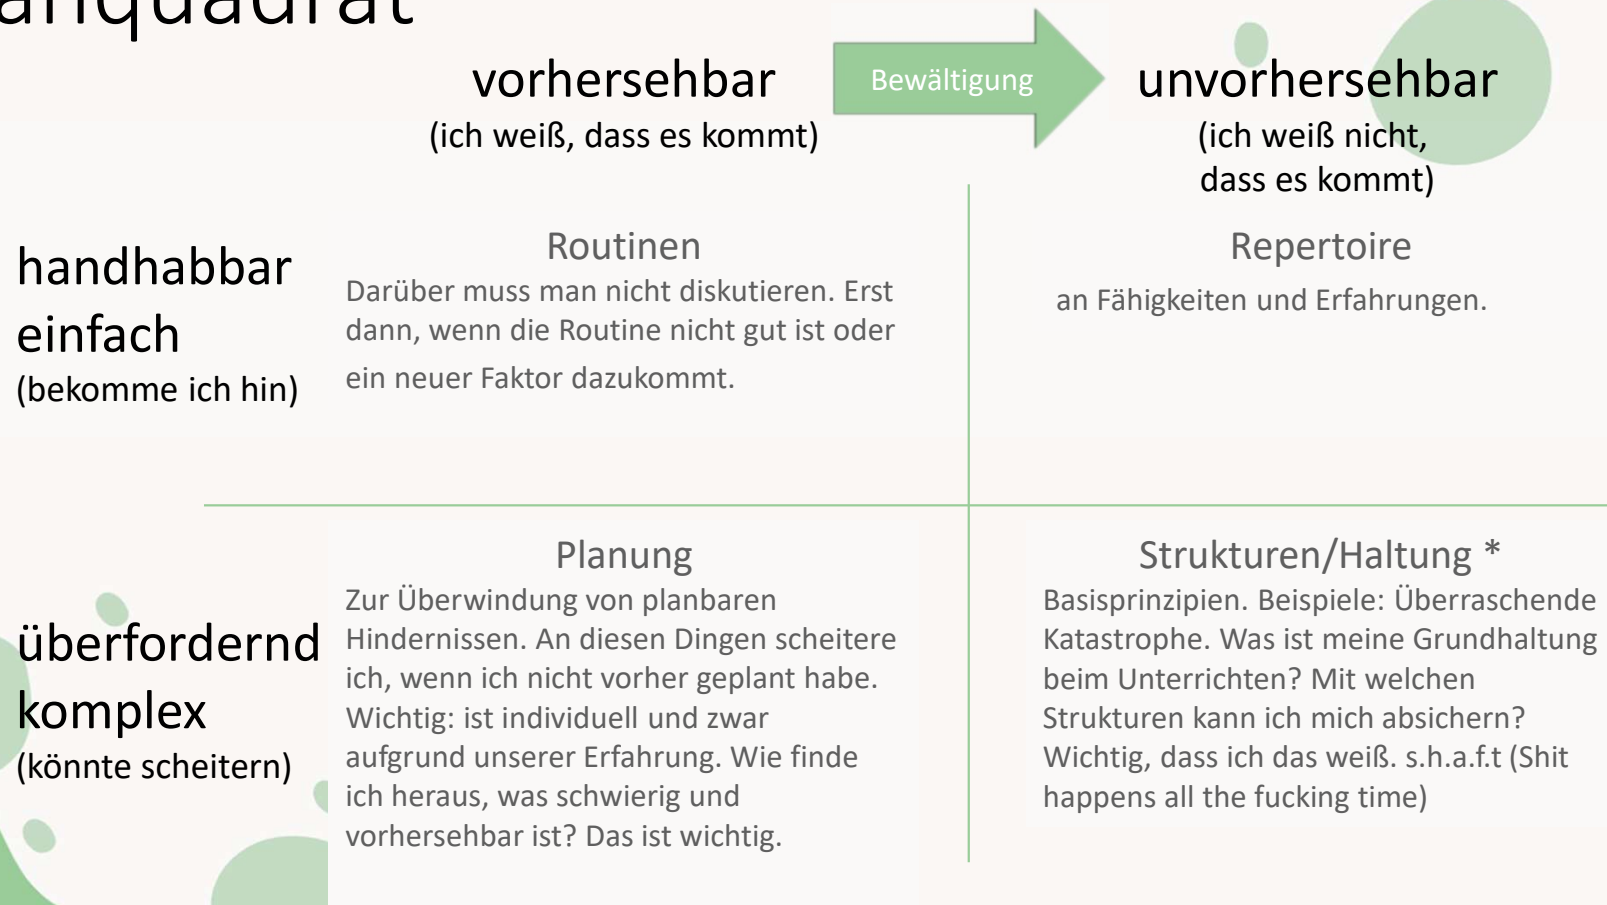 anquadrat
vorhersehbar
(ich weiß, dass es kommt)
Bewältigung
unvorhersehbar
(ich weiß nicht,
dass es kommt)
handhabbar
einfach
(bekomme ich hin)
Routinen
Darüber muss man nicht diskutieren. Erst
dann, wenn die Routine nicht gut ist oder
ein neuer Faktor dazukommt.
Repertoire
an Fähigkeiten und Erfahrungen.
überfordernd
komplex
(könnte scheitern)
Planung
Zur Überwindung von planbaren
Hindernissen. An diesen Dingen scheitere
ich, wenn ich nicht vorher geplant habe.
Wichtig: ist individuell und zwar
aufgrund unserer Erfahrung. Wie finde
ich heraus, was schwierig und
vorhersehbar ist? Das ist wichtig.
Strukturen/Haltung *
Basisprinzipien. Beispiele: Überraschende
Katastrophe. Was ist meine Grundhaltung
beim Unterrichten? Mit welchen
Strukturen kann ich mich absichern?
Wichtig, dass ich das weiß. s.h.a.f.t (Shit
happens all the fucking time)